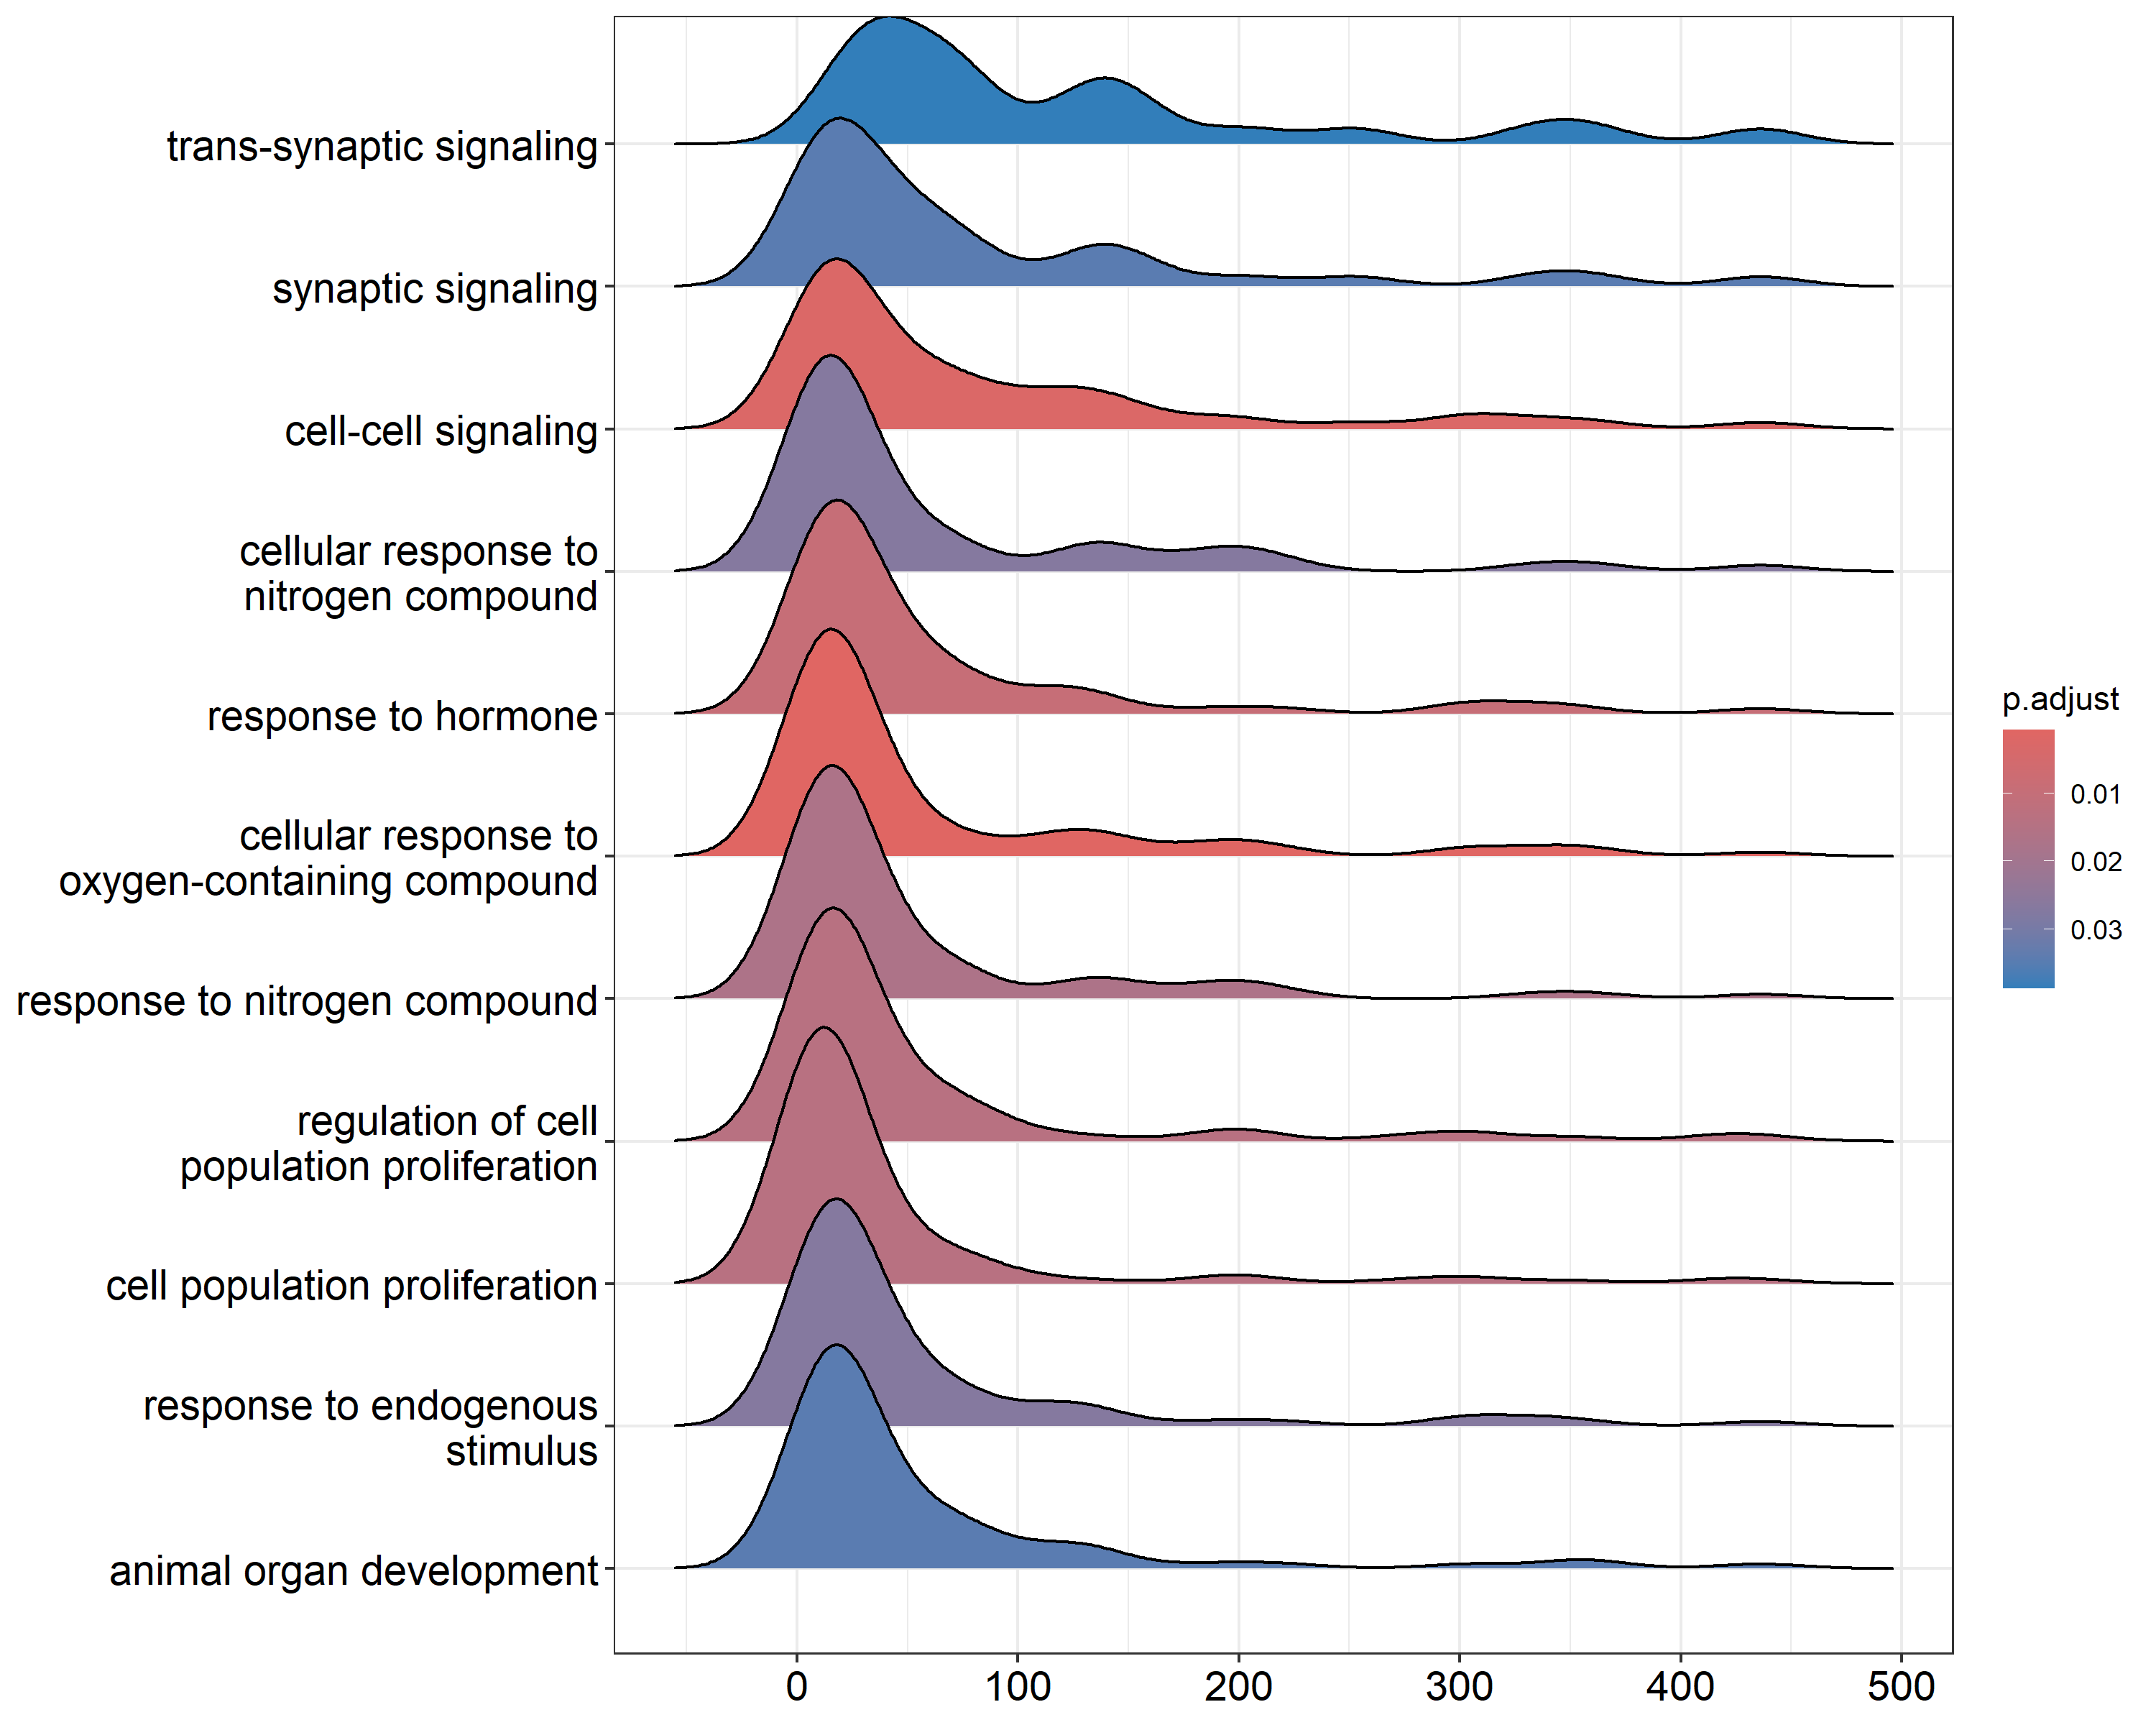 trans-synaptic signaling
synaptic signaling
cell-cell signaling
cellular response to
nitrogen compound
response to hormone
cellular response to
oxygen-containing compound
response to nitrogen compound
regulation of cell
population proliferation
cell population proliferation
response to endogenous
stimulus
animal organ development
0 100 200 300 400 500
p.adjust
0.01
0.02
0.03